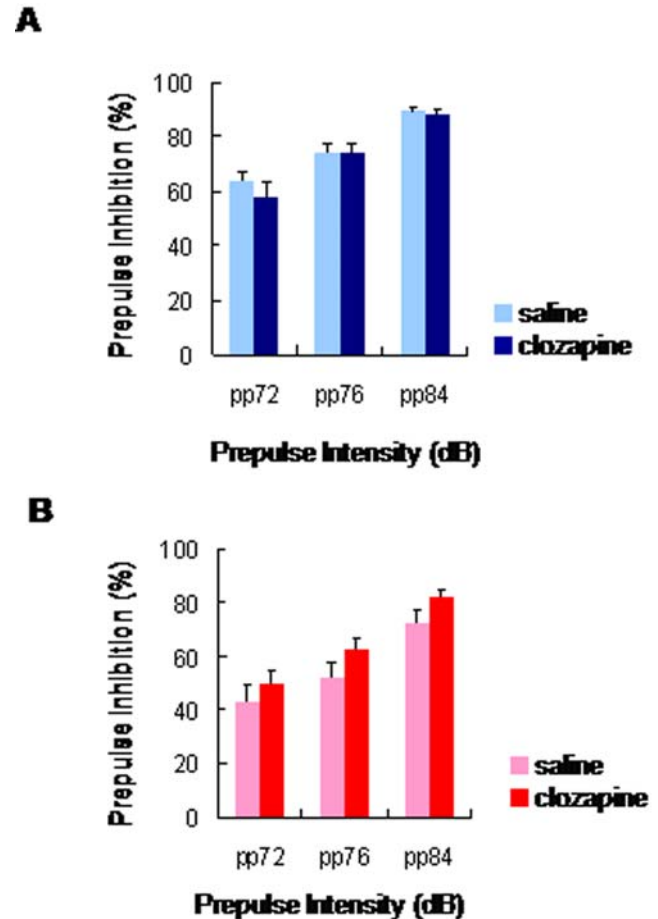 A
Prepulse Inhibition (%)
100
80
60
40
20
0
saline
clozapine
pp72 pp76 pp84
Prepulse Intensity (dB)
B
Prepulse Inhibition (%)
100
80
60
40
20
0
saline
clozapine
pp72 pp76 pp84
Prepulse Intensity (dB)